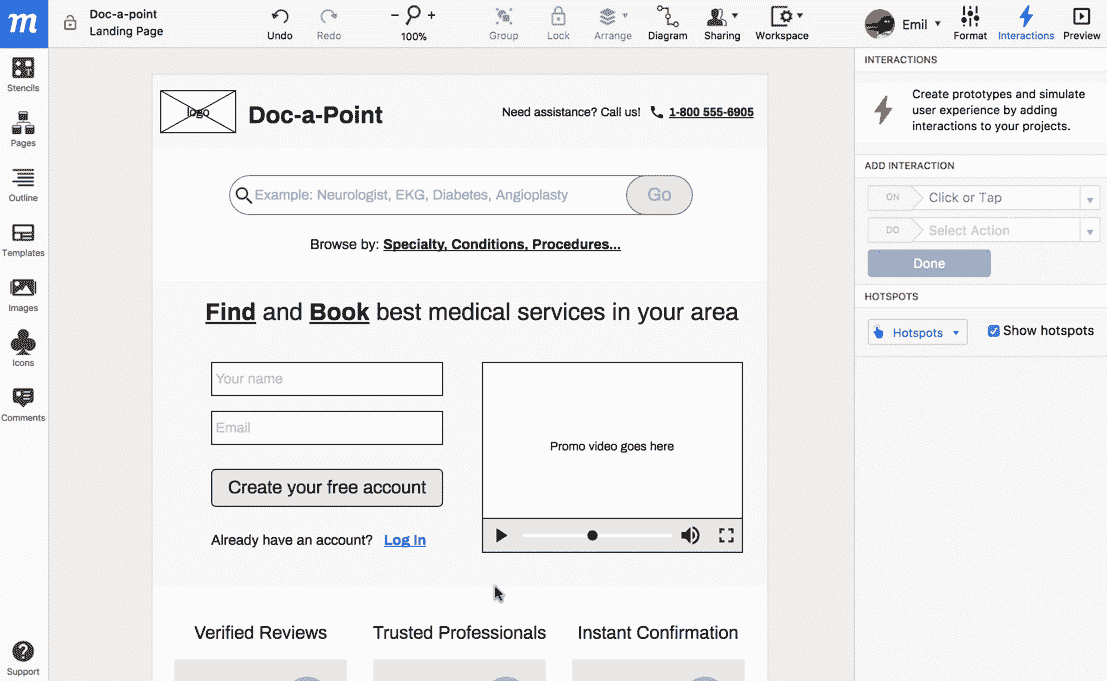 m
Doc-a-point
Landing Page
Undo
Redo
100%
Group
Lock
Arrange
Diagram
Sharing
Workspace
Emil
Format
Interactions
Preview
Stencils
Pages
Outline
Templates
Images
Icons
Comments
Support
logo
Doc-a-Point
Need assistance? Call us! 1-800 555-6905
Example: Neurologist, EKG, Diabetes, Angioplasty
Go
Browse by: Specialty, Conditions, Procedures...
Find and Book best medical services in your area
Your name
Email
Create your free account
Already have an account? Log In
Promo video goes here
Verified Reviews
Trusted Professionals
Instant Confirmation
INTERACTIONS
Create prototypes and simulate
user experience by adding
interactions to your projects.
ADD INTERACTION
ON Click or Tap
DO Select Action
Done
HOTSPOTS
Hotspots
Show hotspots